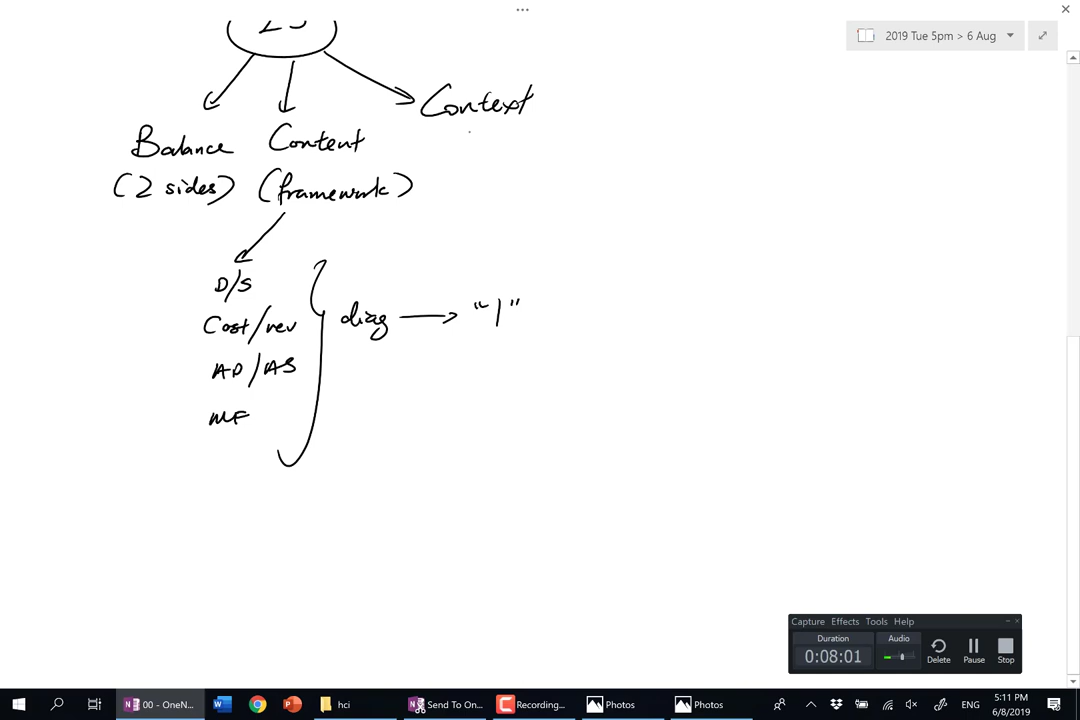 2019 Tue 5pm > 6 Aug
Context
Balance Content
(2 sides) (framework)
D/S
Cost/rev
diag "1"
AD/AS
MF
Capture Effects Tools Help
Duration Audio
0:08:01
Delete Pause Stop
00 - OneN... hci Send To On... Recording... Photos Photos ENG 5:11 PM
6/8/2019